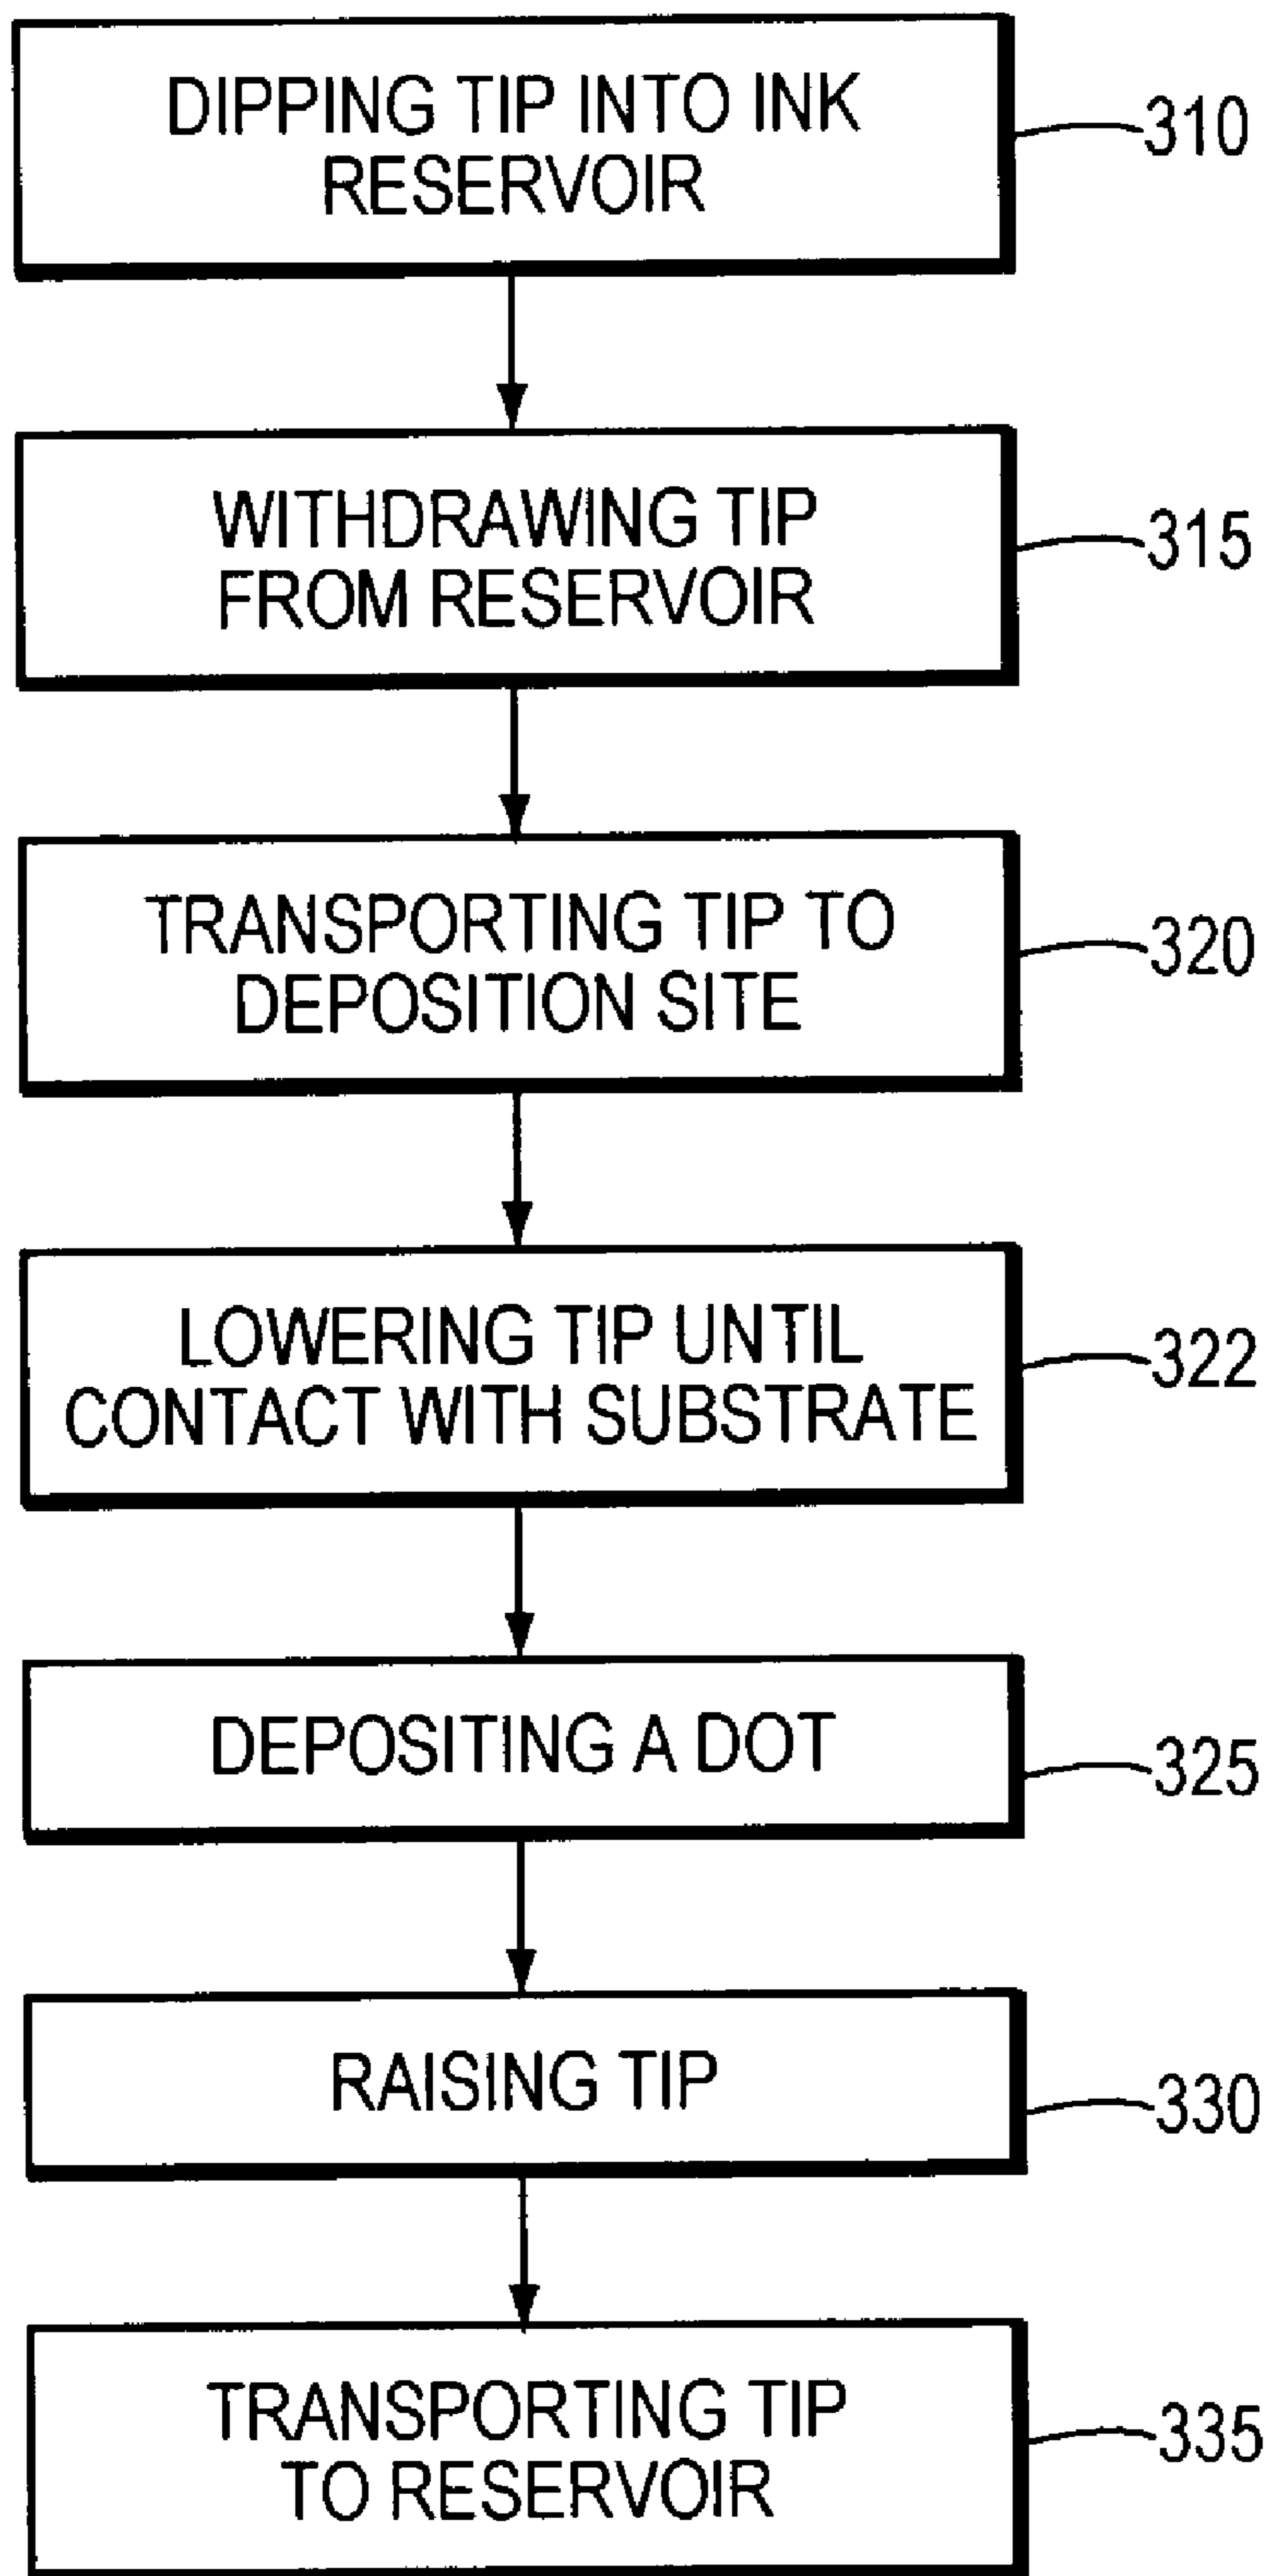 DIPPING TIP INTO INK
RESERVOIR
310
WITHDRAWING TIP
FROM RESERVOIR
315
TRANSPORTING TIP TO
DEPOSITION SITE
320
LOWERING TIP UNTIL
CONTACT WITH SUBSTRATE
322
DEPOSITING A DOT
325
RAISING TIP
330
TRANSPORTING TIP
TO RESERVOIR
335